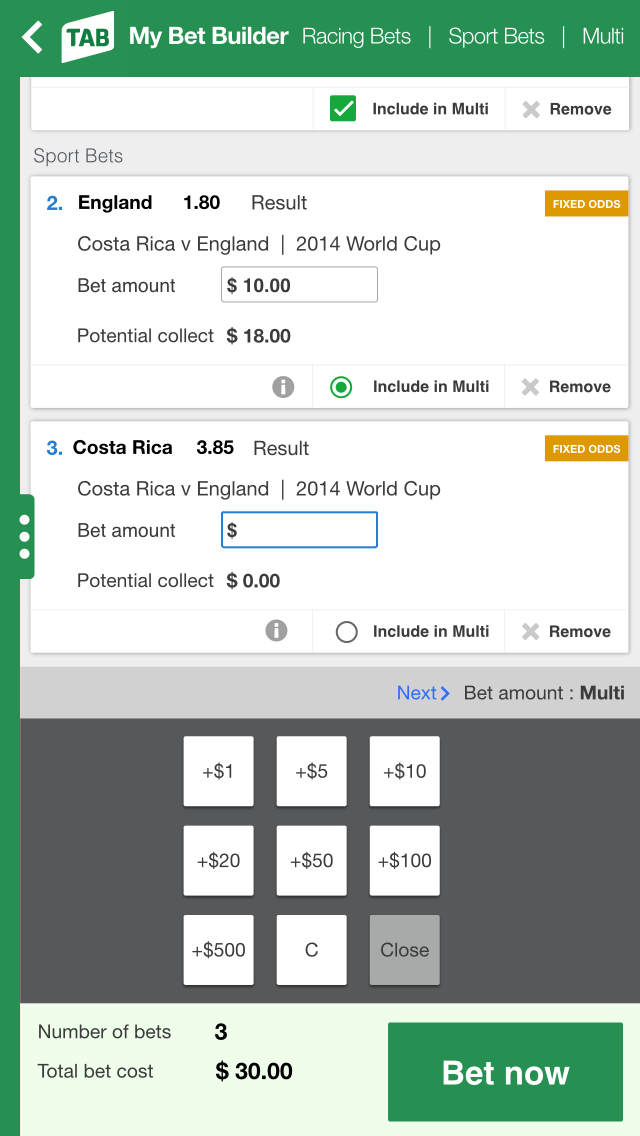 TAB My Bet Builder Racing Bets | Sport Bets | Multi
Include in Multi Remove
Sport Bets
2. England 1.80 Result FIXED ODDS
Costa Rica v England | 2014 World Cup
Bet amount $ 10.00
Potential collect $ 18.00
Include in Multi Remove
3. Costa Rica 3.85 Result FIXED ODDS
Costa Rica v England | 2014 World Cup
Bet amount $
Potential collect $ 0.00
Include in Multi Remove
Next Bet amount : Multi
+$1 +$5 +$10
+$20 +$50 +$100
+$500 C Close
Number of bets 3
Total bet cost $ 30.00
Bet now